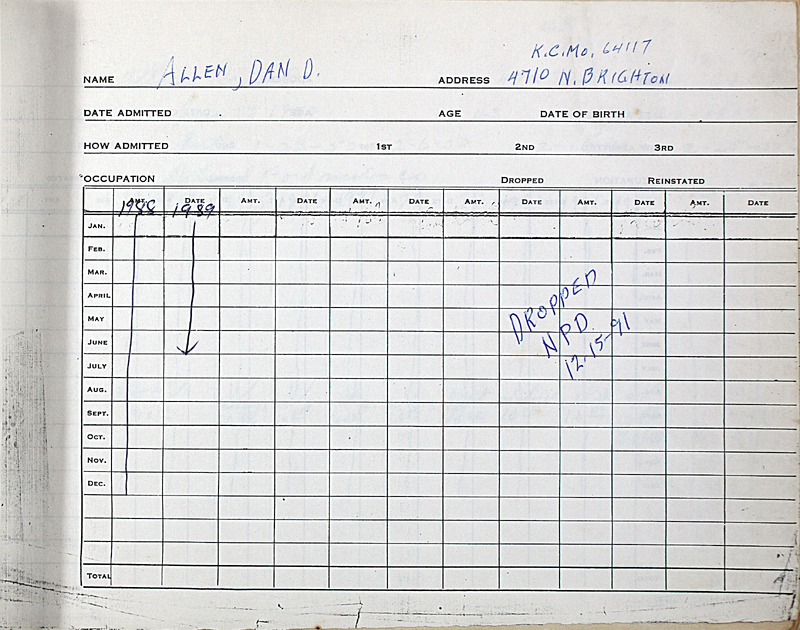 K.C.Mo. 64117
NAME ALLEN, DAN D. ADDRESS 4710 N. BRIGHTON
DATE ADMITTED AGE DATE OF BIRTH
HOW ADMITTED 1ST 2ND 3RD
OCCUPATION DROPPED REINSTATED
AMT. DATE AMT. DATE AMT. DATE AMT. DATE AMT. DATE AMT. DATE
1988 1989
JAN.
FEB.
MAR.
APRIL
MAY
JUNE
JULY
AUG.
SEPT.
OCT.
NOV.
DEC.
TOTAL
DROPPED
N.P.D.
12-15-91